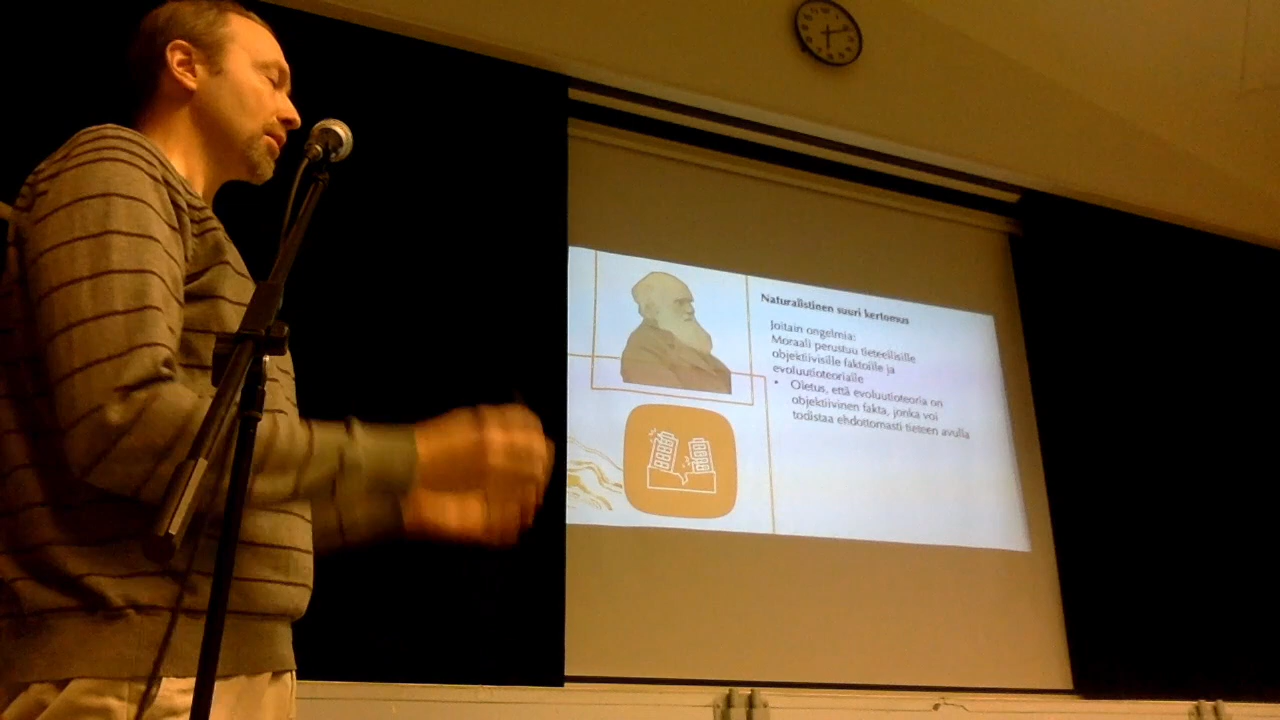 Naturalistinen suuri kertomus
Joitain ongelmia:
Moraali perustuu tieteellisille
objektiivisille faktoille ja
evoluutioteorialle
• Oletus, että evoluutioteoria on
objektiivinen fakta, jonka voi
todistaa ehdottomasti tieteen avulla